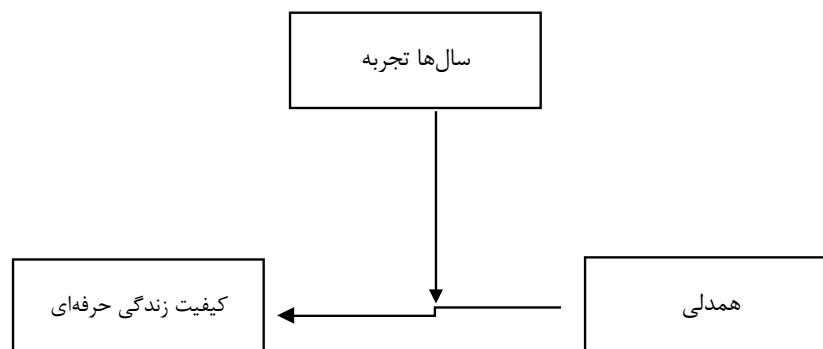 سال‌ها تجربه
همدلی
کیفیت زندگی حرفه‌ای